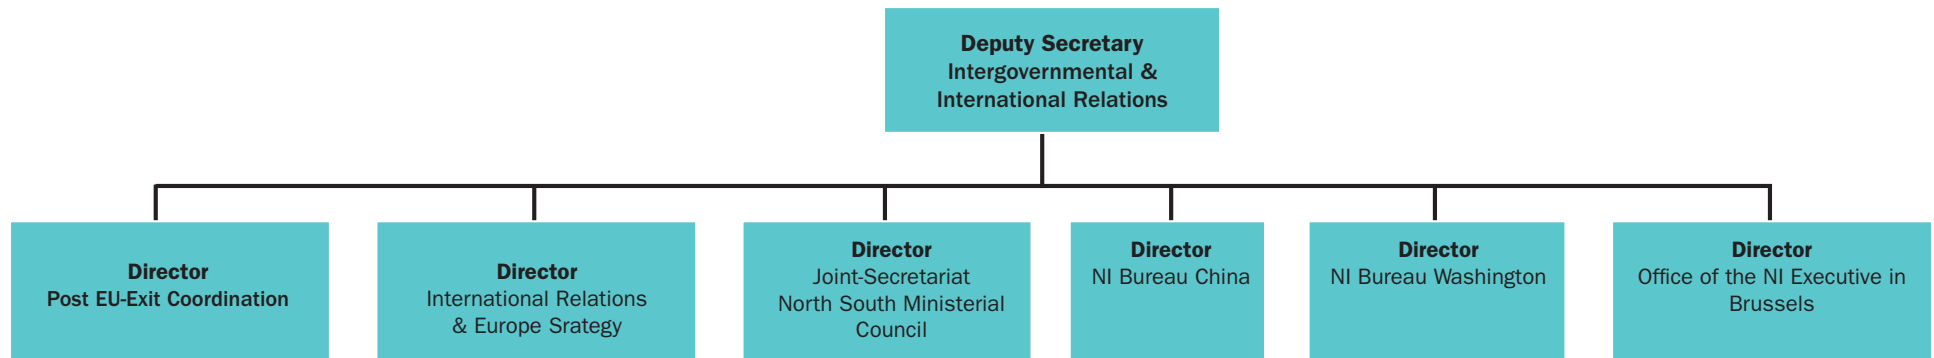 Deputy Secretary
Intergovernmental &
International Relations
Director
Post EU-Exit Coordination
Director
International Relations
& Europe Srategy
Director
Joint-Secretariat
North South Ministerial
Council
Director
NI Bureau China
Director
NI Bureau Washington
Director
Office of the NI Executive in
Brussels